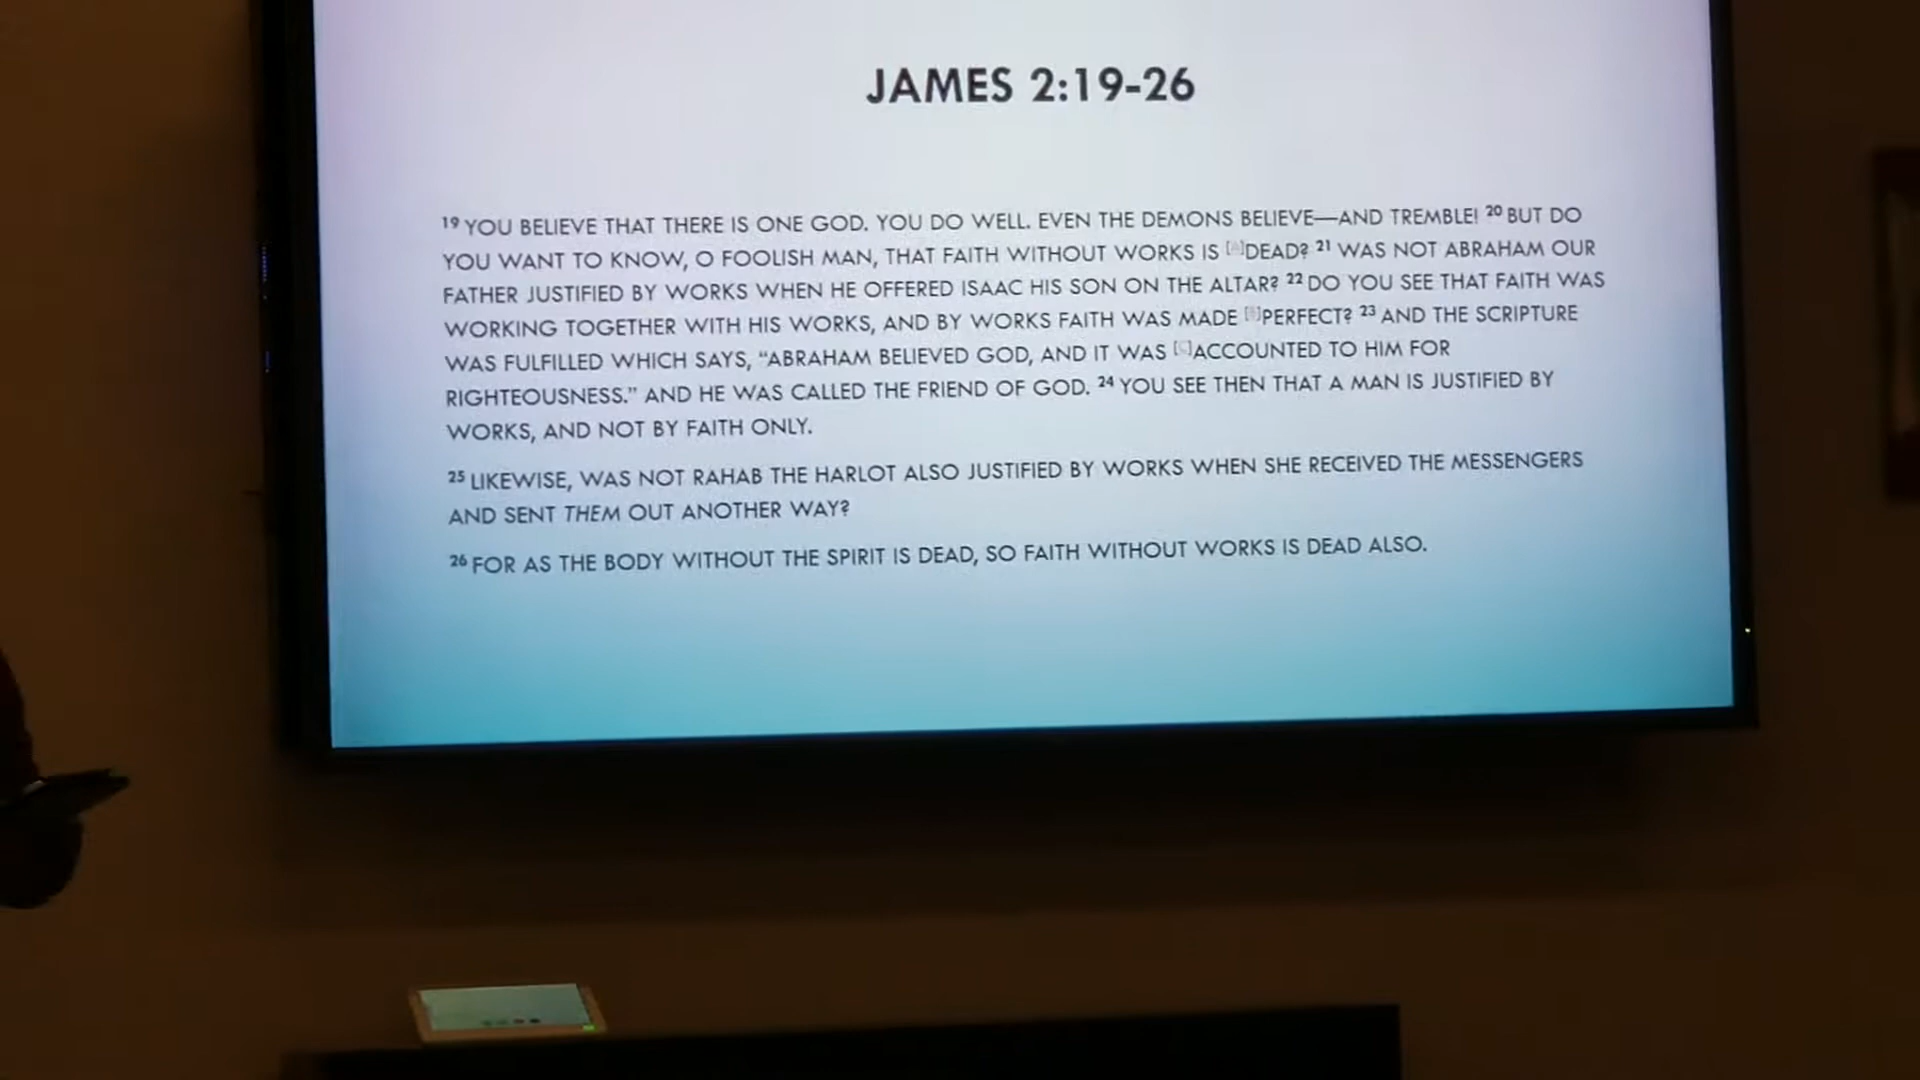 JAMES 2:19-26
19 YOU BELIEVE THAT THERE IS ONE GOD. YOU DO WELL. EVEN THE DEMONS BELIEVE—AND TREMBLE! 20 BUT DO
YOU WANT TO KNOW, O FOOLISH MAN, THAT FAITH WITHOUT WORKS IS [A]DEAD? 21 WAS NOT ABRAHAM OUR
FATHER JUSTIFIED BY WORKS WHEN HE OFFERED ISAAC HIS SON ON THE ALTAR? 22 DO YOU SEE THAT FAITH WAS
WORKING TOGETHER WITH HIS WORKS, AND BY WORKS FAITH WAS MADE [B]PERFECT? 23 AND THE SCRIPTURE
WAS FULFILLED WHICH SAYS, “ABRAHAM BELIEVED GOD, AND IT WAS [C]ACCOUNTED TO HIM FOR
RIGHTEOUSNESS.” AND HE WAS CALLED THE FRIEND OF GOD. 24 YOU SEE THEN THAT A MAN IS JUSTIFIED BY
WORKS, AND NOT BY FAITH ONLY.
25 LIKEWISE, WAS NOT RAHAB THE HARLOT ALSO JUSTIFIED BY WORKS WHEN SHE RECEIVED THE MESSENGERS
AND SENT THEM OUT ANOTHER WAY?
26 FOR AS THE BODY WITHOUT THE SPIRIT IS DEAD, SO FAITH WITHOUT WORKS IS DEAD ALSO.